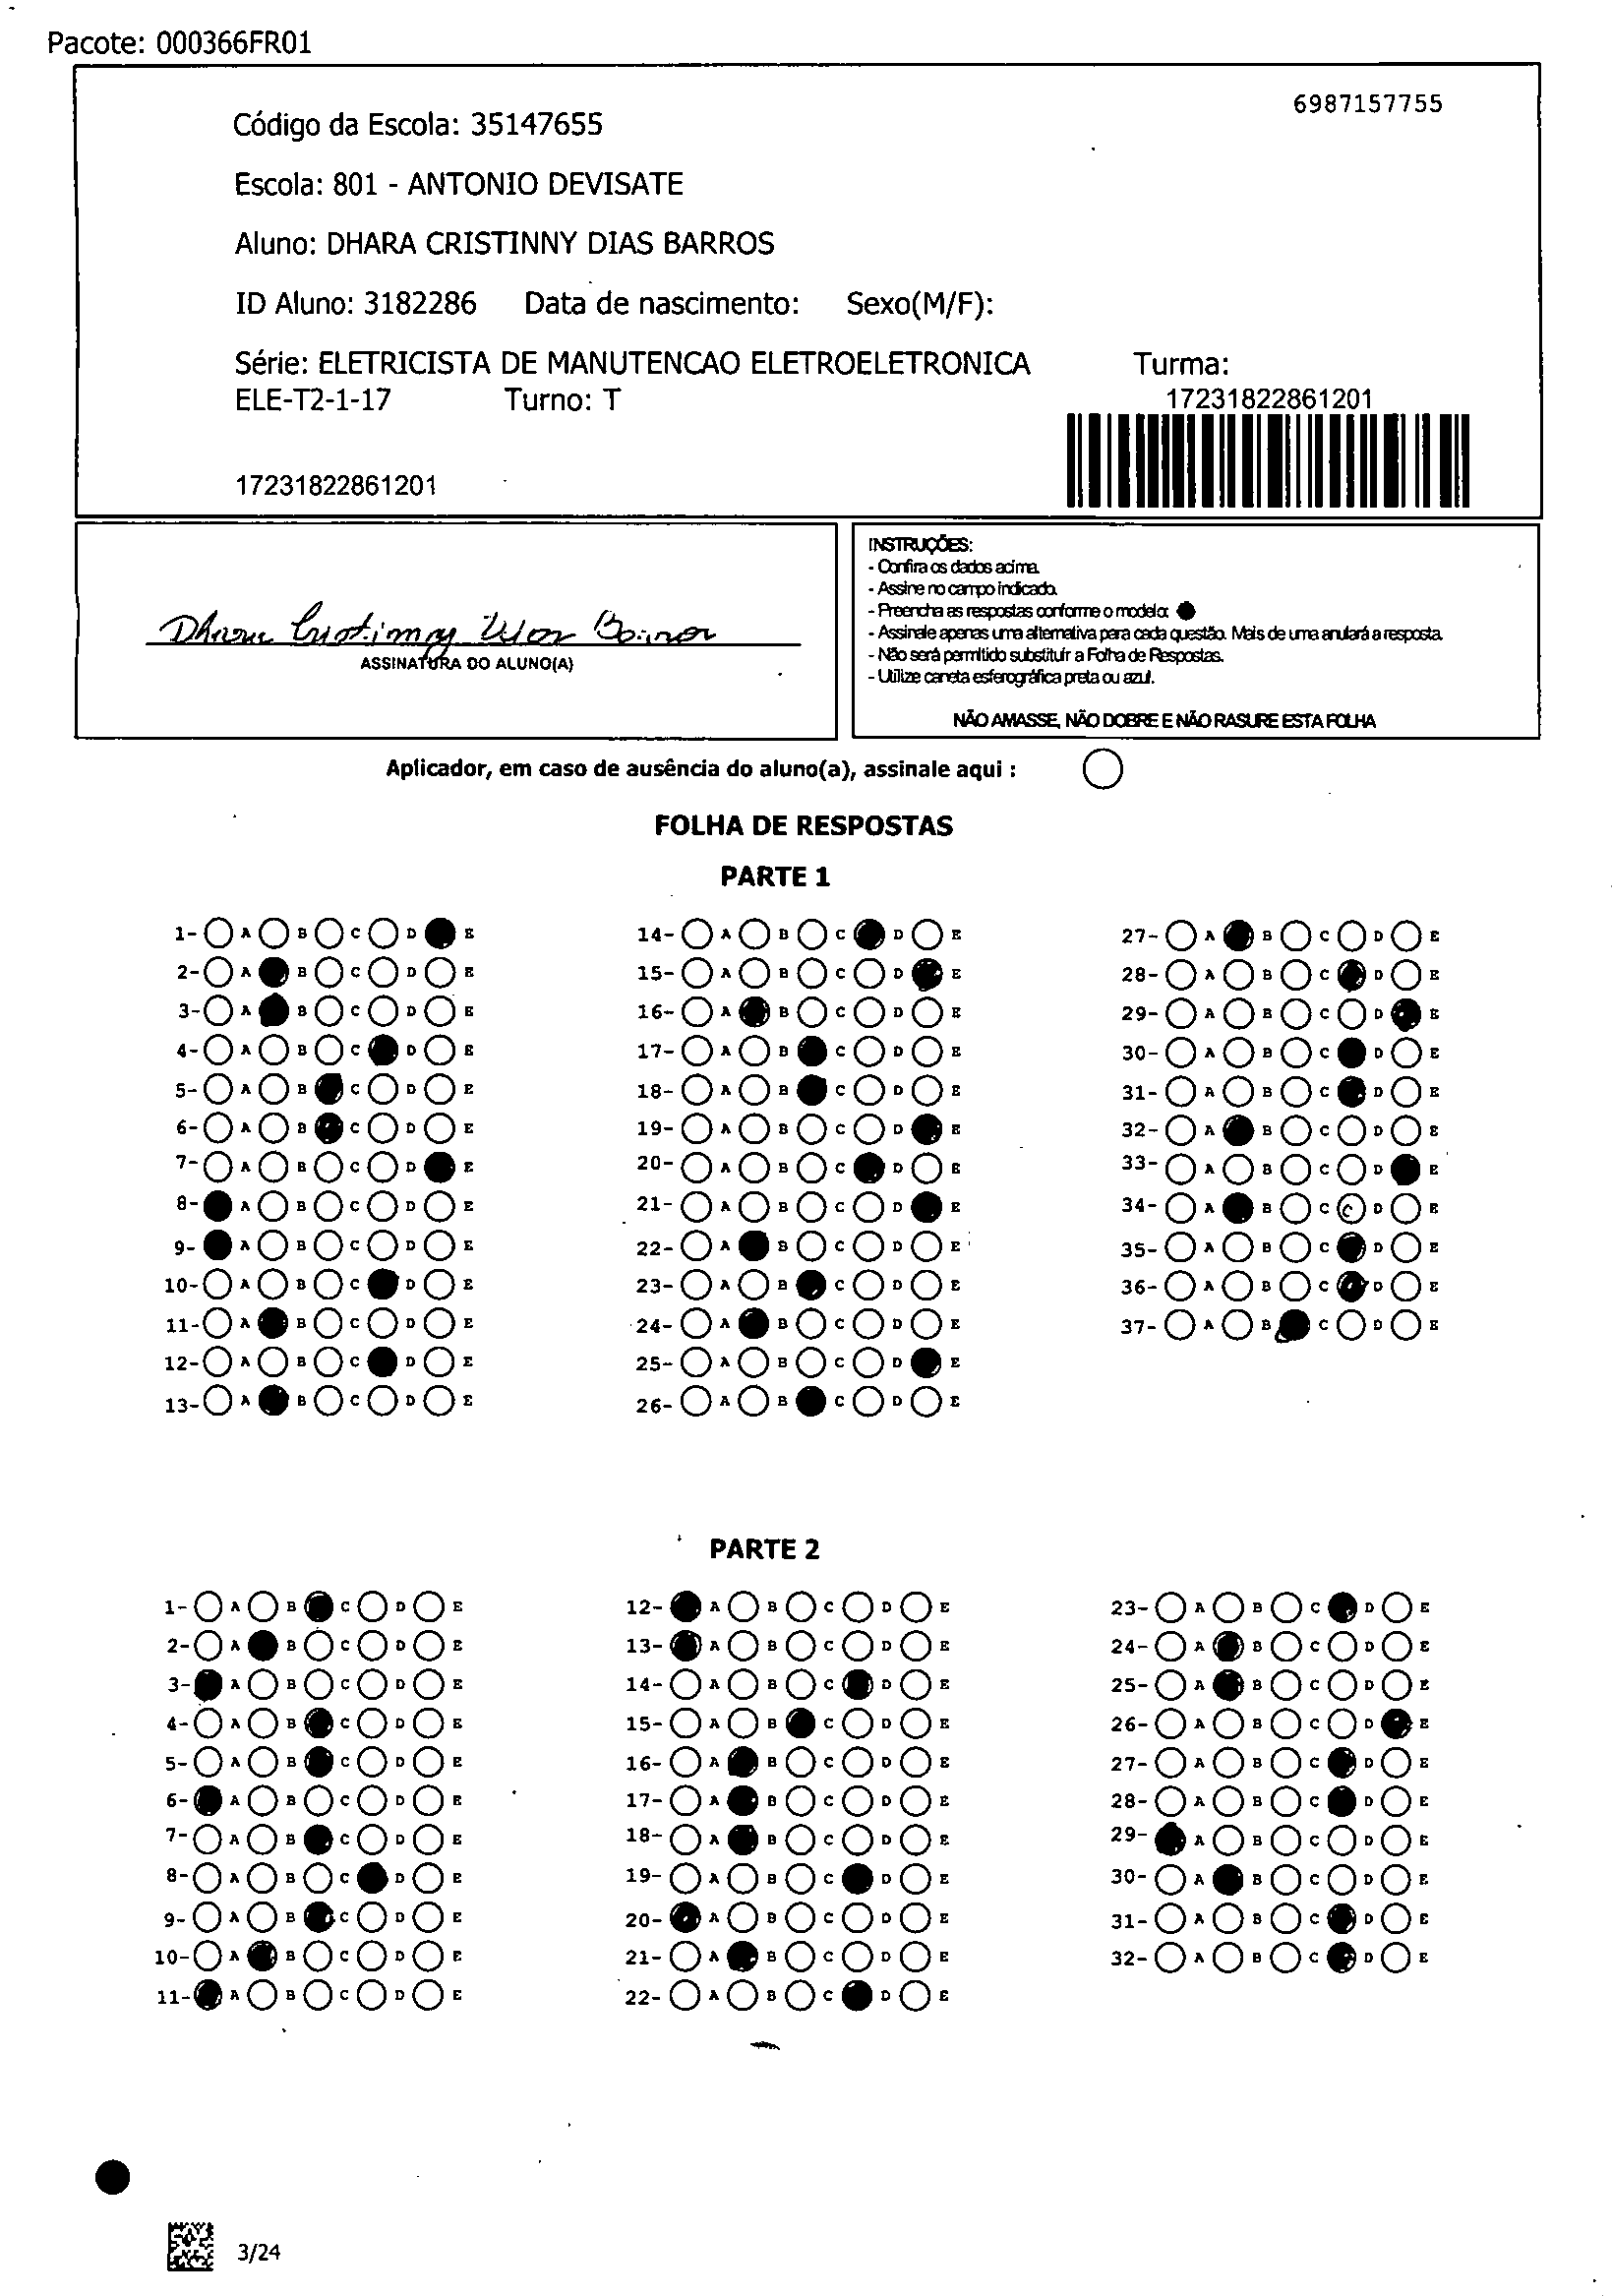 Pacote: 000366FR01
6987157755
Código da Escola: 35147655
Escola: 801 - ANTONIO DEVISATE
Aluno: DHARA CRISTINNY DIAS BARROS
ID Aluno: 3182286 Data de nascimento: Sexo(M/F):
Série: ELETRICISTA DE MANUTENCAO ELETROELETRONICA Turma:
ELE-T2-1-17 Turno: T 17231822861201
17231822861201
Dhara Cristinny Dias Barros
ASSINATURA DO ALUNO(A)
INSTRUÇÕES:
- Confira os dados acima.
- Assine no campo indicado.
- Preencha as respostas conforme o modelo:
- Assinale apenas uma alternativa para cada questão. Mais de uma anulará a resposta.
- Não será permitido substituír a Folha de Respostas.
- Utilize caneta esferográfica preta ou azul.
NÃO AMASSE, NÃO DOBRE E NÃO RASURE ESTA FOLHA
Aplicador, em caso de ausência do aluno(a), assinale aqui :
FOLHA DE RESPOSTAS
PARTE 1
1- A B C D E
2- A B C D E
3- A B C D E
4- A B C D E
5- A B C D E
6- A B C D E
7- A B C D E
8- A B C D E
9- A B C D E
10- A B C D E
11- A B C D E
12- A B C D E
13- A B C D E
14- A B C D E
15- A B C D E
16- A B C D E
17- A B C D E
18- A B C D E
19- A B C D E
20- A B C D E
21- A B C D E
22- A B C D E
23- A B C D E
24- A B C D E
25- A B C D E
26- A B C D E
27- A B C D E
28- A B C D E
29- A B C D E
30- A B C D E
31- A B C D E
32- A B C D E
33- A B C D E
34- A B C D E
35- A B C D E
36- A B C D E
37- A B C D E
PARTE 2
1- A B C D E
2- A B C D E
3- A B C D E
4- A B C D E
5- A B C D E
6- A B C D E
7- A B C D E
8- A B C D E
9- A B C D E
10- A B C D E
11- A B C D E
12- A B C D E
13- A B C D E
14- A B C D E
15- A B C D E
16- A B C D E
17- A B C D E
18- A B C D E
19- A B C D E
20- A B C D E
21- A B C D E
22- A B C D E
23- A B C D E
24- A B C D E
25- A B C D E
26- A B C D E
27- A B C D E
28- A B C D E
29- A B C D E
30- A B C D E
31- A B C D E
32- A B C D E
3/24